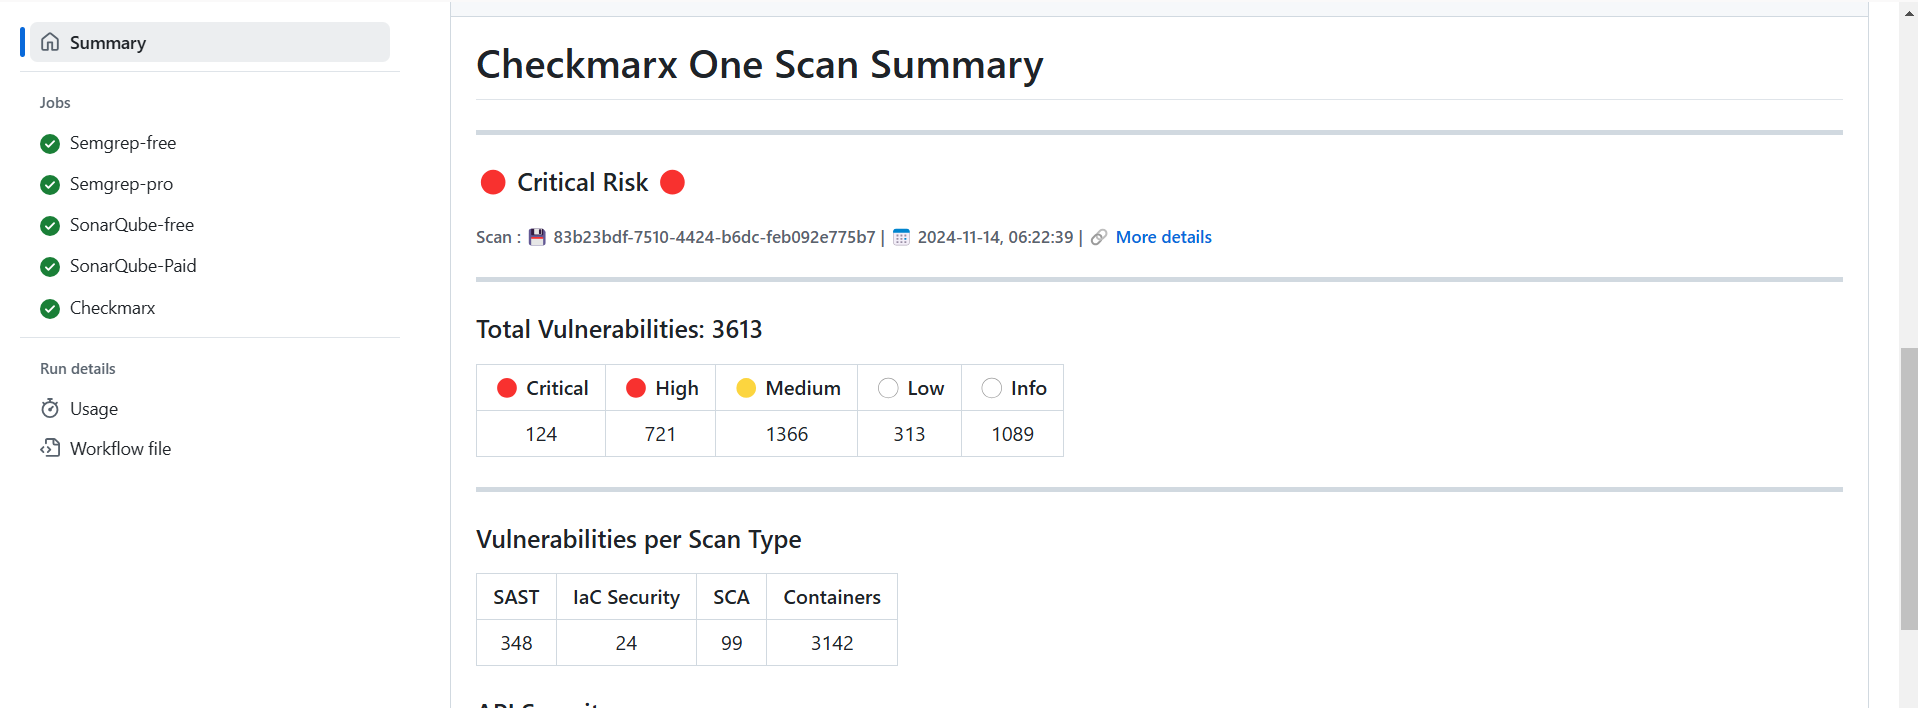 Summary
Jobs
Semgrep-free
Semgrep-pro
SonarQube-free
SonarQube-Paid
Checkmarx
Run details
Usage
Workflow file
Checkmarx One Scan Summary
Critical Risk
Scan : 83b23bdf-7510-4424-b6dc-feb092e775b7 | 2024-11-14, 06:22:39 | More details
Total Vulnerabilities: 3613
Critical High Medium Low Info
124 721 1366 313 1089
Vulnerabilities per Scan Type
SAST IaC Security SCA Containers
348 24 99 3142